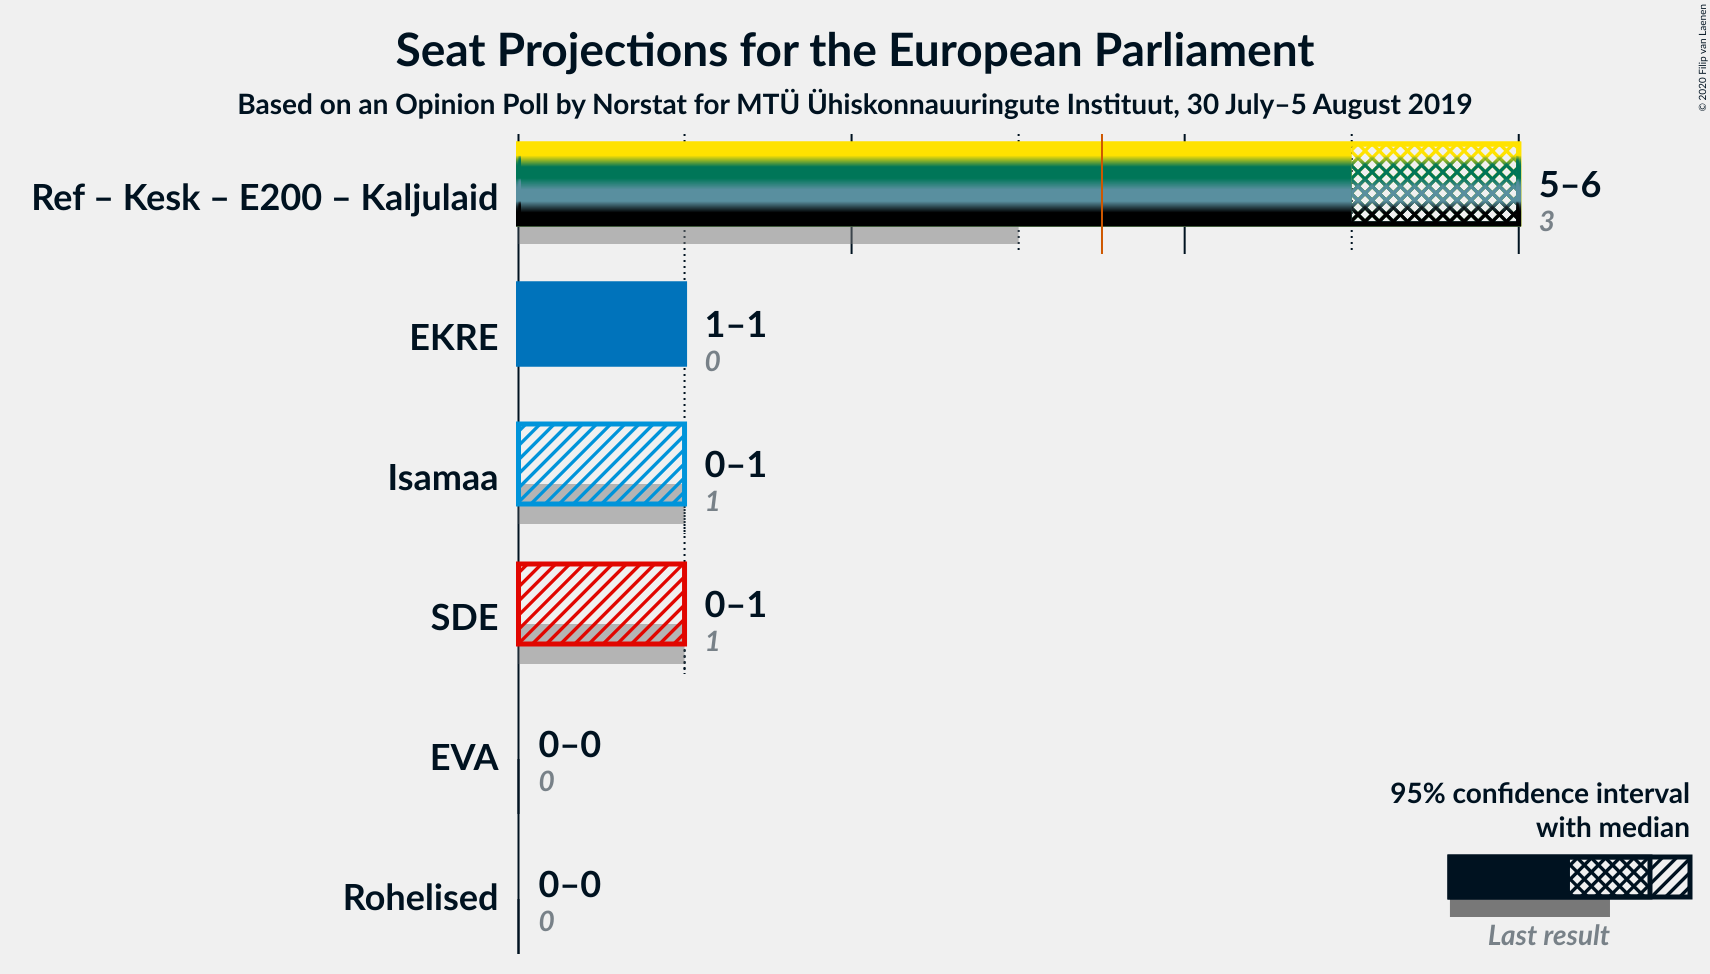 Seat Projections for the European Parliament
Based on an Opinion Poll by Norstat for MTÜ Ühiskonnauuringute Instituut, 30 July–5 August 2019
© 2020 Filip van Laenen
Ref – Kesk – E200 – Kaljulaid
5–6
3
EKRE
1–1
0
Isamaa
0–1
1
SDE
0–1
1
EVA
0–0
0
Rohelised
0–0
0
95% confidence interval
with median
Last result